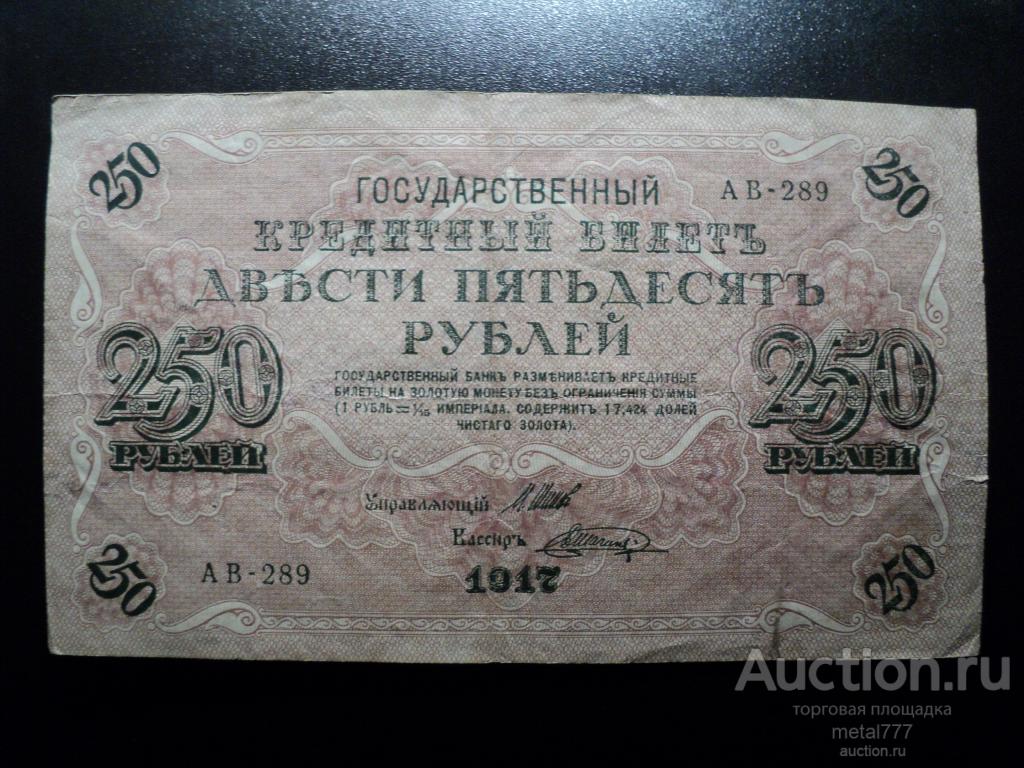 250
250
ГОСУДАРСТВЕННЫЙ
АВ-289
КРЕДИТНЫЙ БИЛЕТЪ
ДВѢСТИ ПЯТЬДЕСЯТЪ
РУБЛЕЙ
250
РУБЛЕЙ
250
РУБЛЕЙ
ГОСУДАРСТВЕННЫЙ БАНКЪ РАЗМѢНИВАЕТЪ КРЕДИТНЫЕ
БИЛЕТЫ НА ЗОЛОТУЮ МОНЕТУ БЕЗЪ ОГРАНИЧЕНІЯ СУММЫ
(1 РУБЛЬ = 1/15 ИМПЕРІАЛА, СОДЕРЖИТЪ 17,424 ДОЛЕЙ
ЧИСТАГО ЗОЛОТА).
Управляющій
Кассиръ
АВ-289
1917
250
250
Auction.ru
торговая площадка
metal777
auction.ru